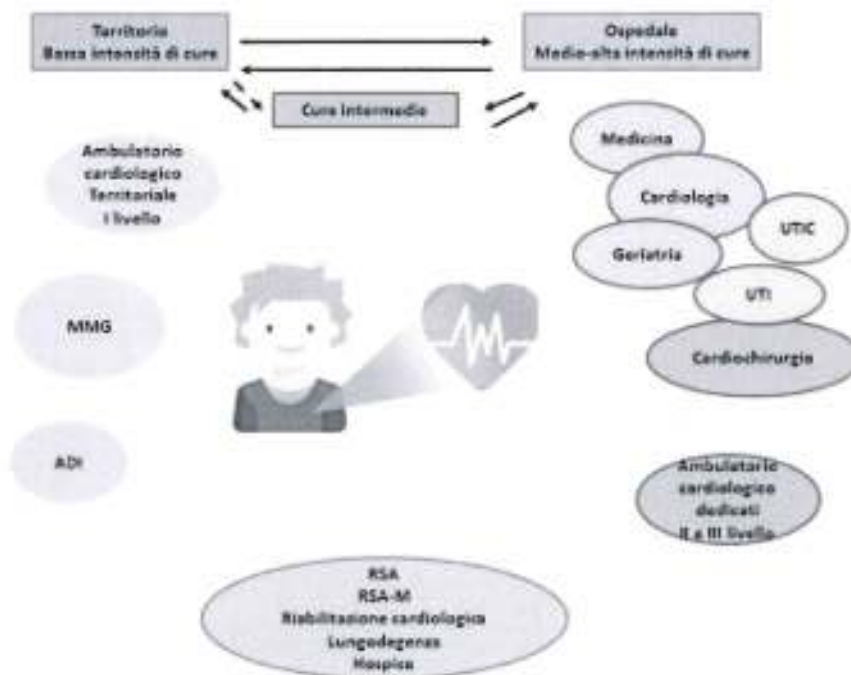 Territorio
Bassa intensità di cure
Ospedale
Medio-alta intensità di cure
Cure intermedie
Ambulatorio
cardiologico
Territoriale
I livello
MMG
ADI
Medicina
Cardiologia
UTIC
Geriatria
UTI
Cardiochirurgia
Ambulatorio
cardiologico
dedicati
II e III livello
RSA
RSA-M
Riabilitazione cardiologica
Lungodegenza
Hospice